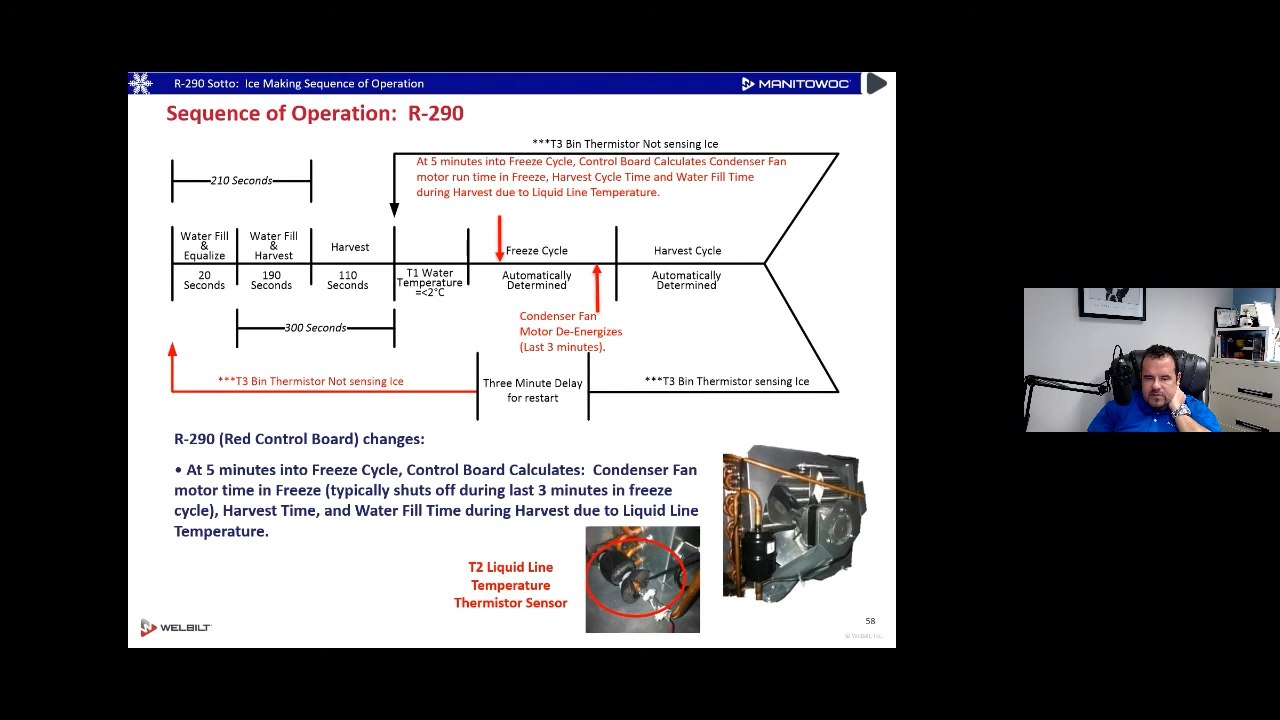 R-290 Sotto: Ice Making Sequence of Operation
MANITOWOC
Sequence of Operation: R-290
***T3 Bin Thermistor Not sensing Ice
At 5 minutes into Freeze Cycle, Control Board Calculates Condenser Fan
motor run time in Freeze, Harvest Cycle Time and Water Fill Time
during Harvest due to Liquid Line Temperature.
210 Seconds
Water Fill
&
Equalize
Water Fill
&
Harvest
Harvest
Freeze Cycle
Harvest Cycle
20
Seconds
190
Seconds
110
Seconds
T1 Water
Temperature
=<2°C
Automatically
Determined
Automatically
Determined
300 Seconds
Condenser Fan
Motor De-Energizes
(Last 3 minutes).
***T3 Bin Thermistor Not sensing Ice
Three Minute Delay
for restart
***T3 Bin Thermistor sensing Ice
R-290 (Red Control Board) changes:
• At 5 minutes into Freeze Cycle, Control Board Calculates: Condenser Fan
motor time in Freeze (typically shuts off during last 3 minutes in freeze
cycle), Harvest Time, and Water Fill Time during Harvest due to Liquid Line
Temperature.
T2 Liquid Line
Temperature
Thermistor Sensor
WELBILT
58
© Welbilt, Inc.